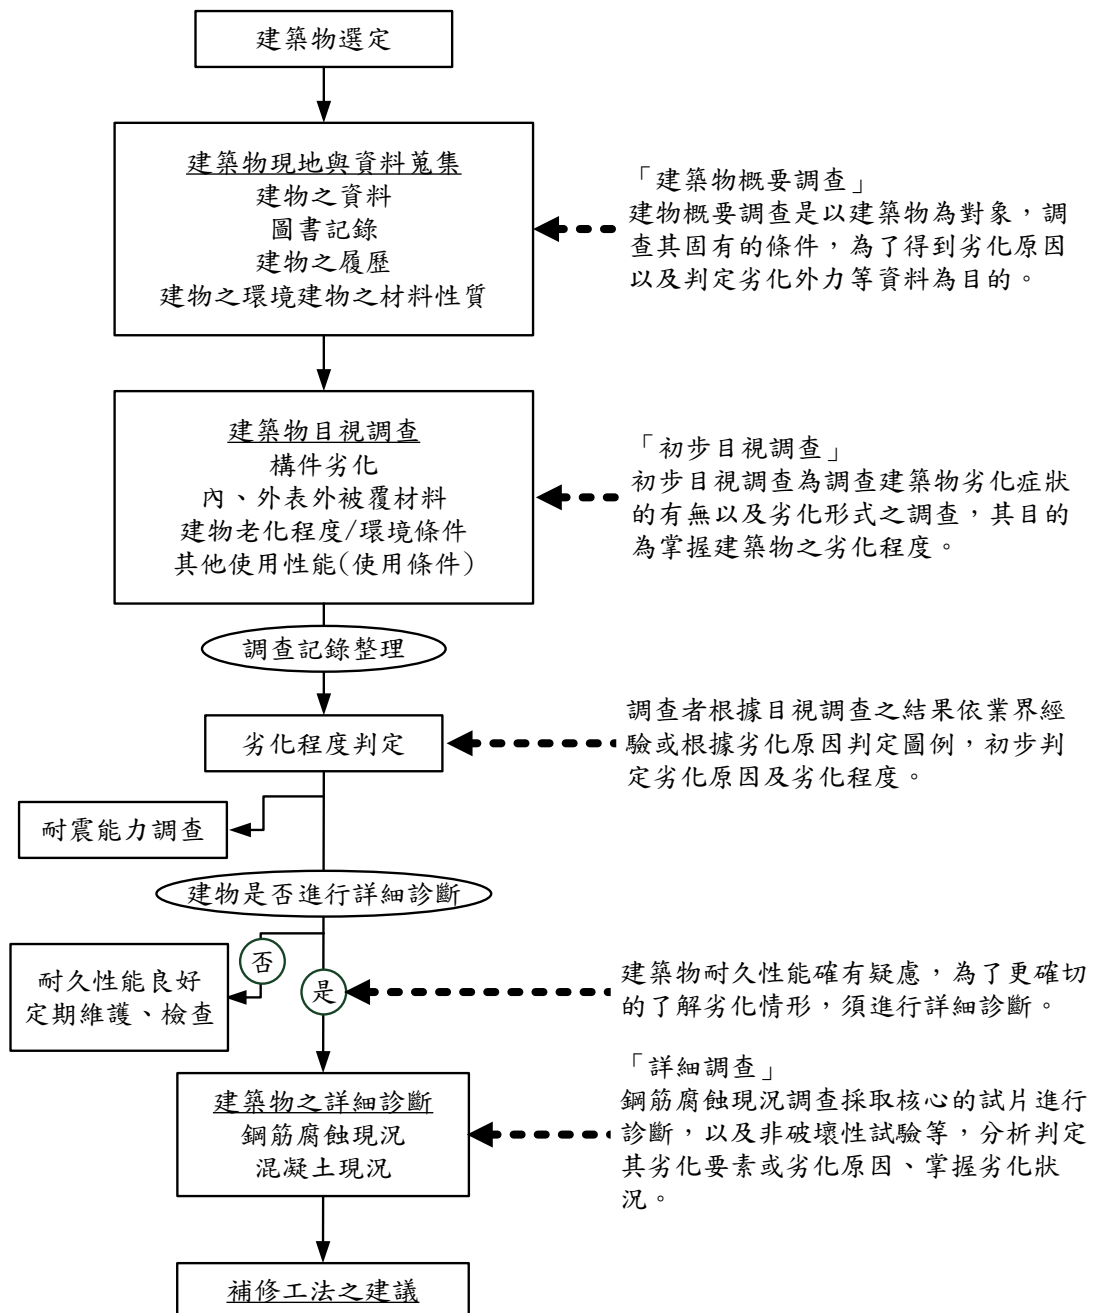 建築物選定
建築物現地與資料蒐集
建物之資料
圖書記錄
建物之履歷
建物之環境建物之材料性質
「建築物概要調查」
建物概要調查是以建築物為對象，調
查其固有的條件，為了得到劣化原因
以及判定劣化外力等資料為目的。
建築物目視調查
構件劣化
內、外表外被覆材料
建物老化程度/環境條件
其他使用性能(使用條件)
「初步目視調查」
初步目視調查為調查建築物劣化症狀
的有無以及劣化形式之調查，其目的
為掌握建築物之劣化程度。
調查記錄整理
劣化程度判定
調查者根據目視調查之結果依業界經
驗或根據劣化原因判定圖例，初步判
定劣化原因及劣化程度。
耐震能力調查
建物是否進行詳細診斷
否
耐久性能良好
定期維護、檢查
是
建築物耐久性能確有疑慮，為了更確切
的了解劣化情形，須進行詳細診斷。
建築物之詳細診斷
鋼筋腐蝕現況
混凝土現況
「詳細調查」
鋼筋腐蝕現況調查採取核心的試片進行
診斷，以及非破壞性試驗等，分析判定
其劣化要素或劣化原因、掌握劣化狀
況。
補修工法之建議